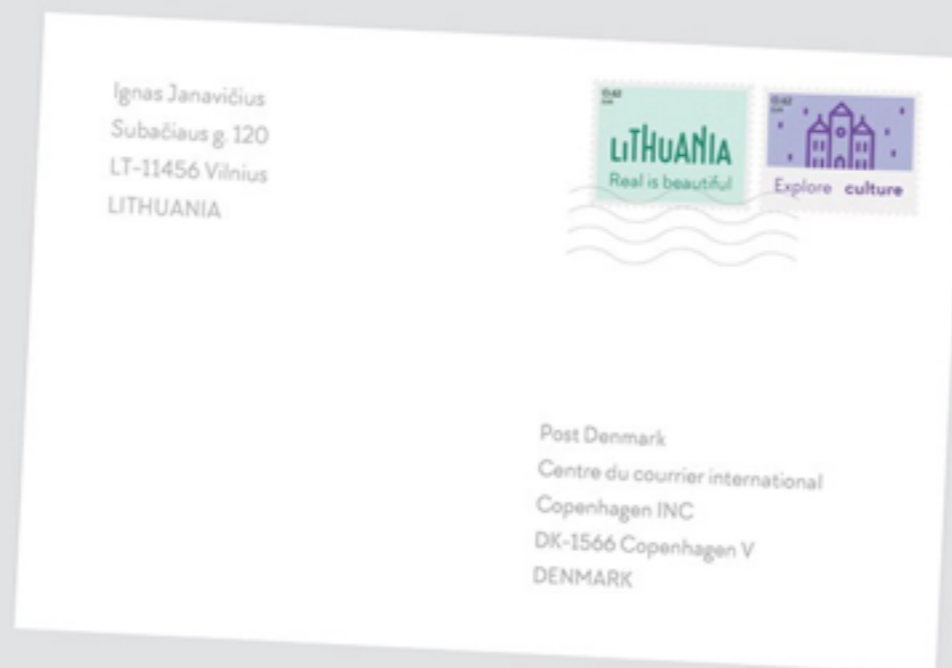 Ignas Janavičius
Subačiaus g. 120
LT-11456 Vilnius
LITHUANIA
LiTHUANIA
Real is beautiful
Explore culture
Post Denmark
Centre du courrier international
Copenhagen INC
DK-1566 Copenhagen V
DENMARK